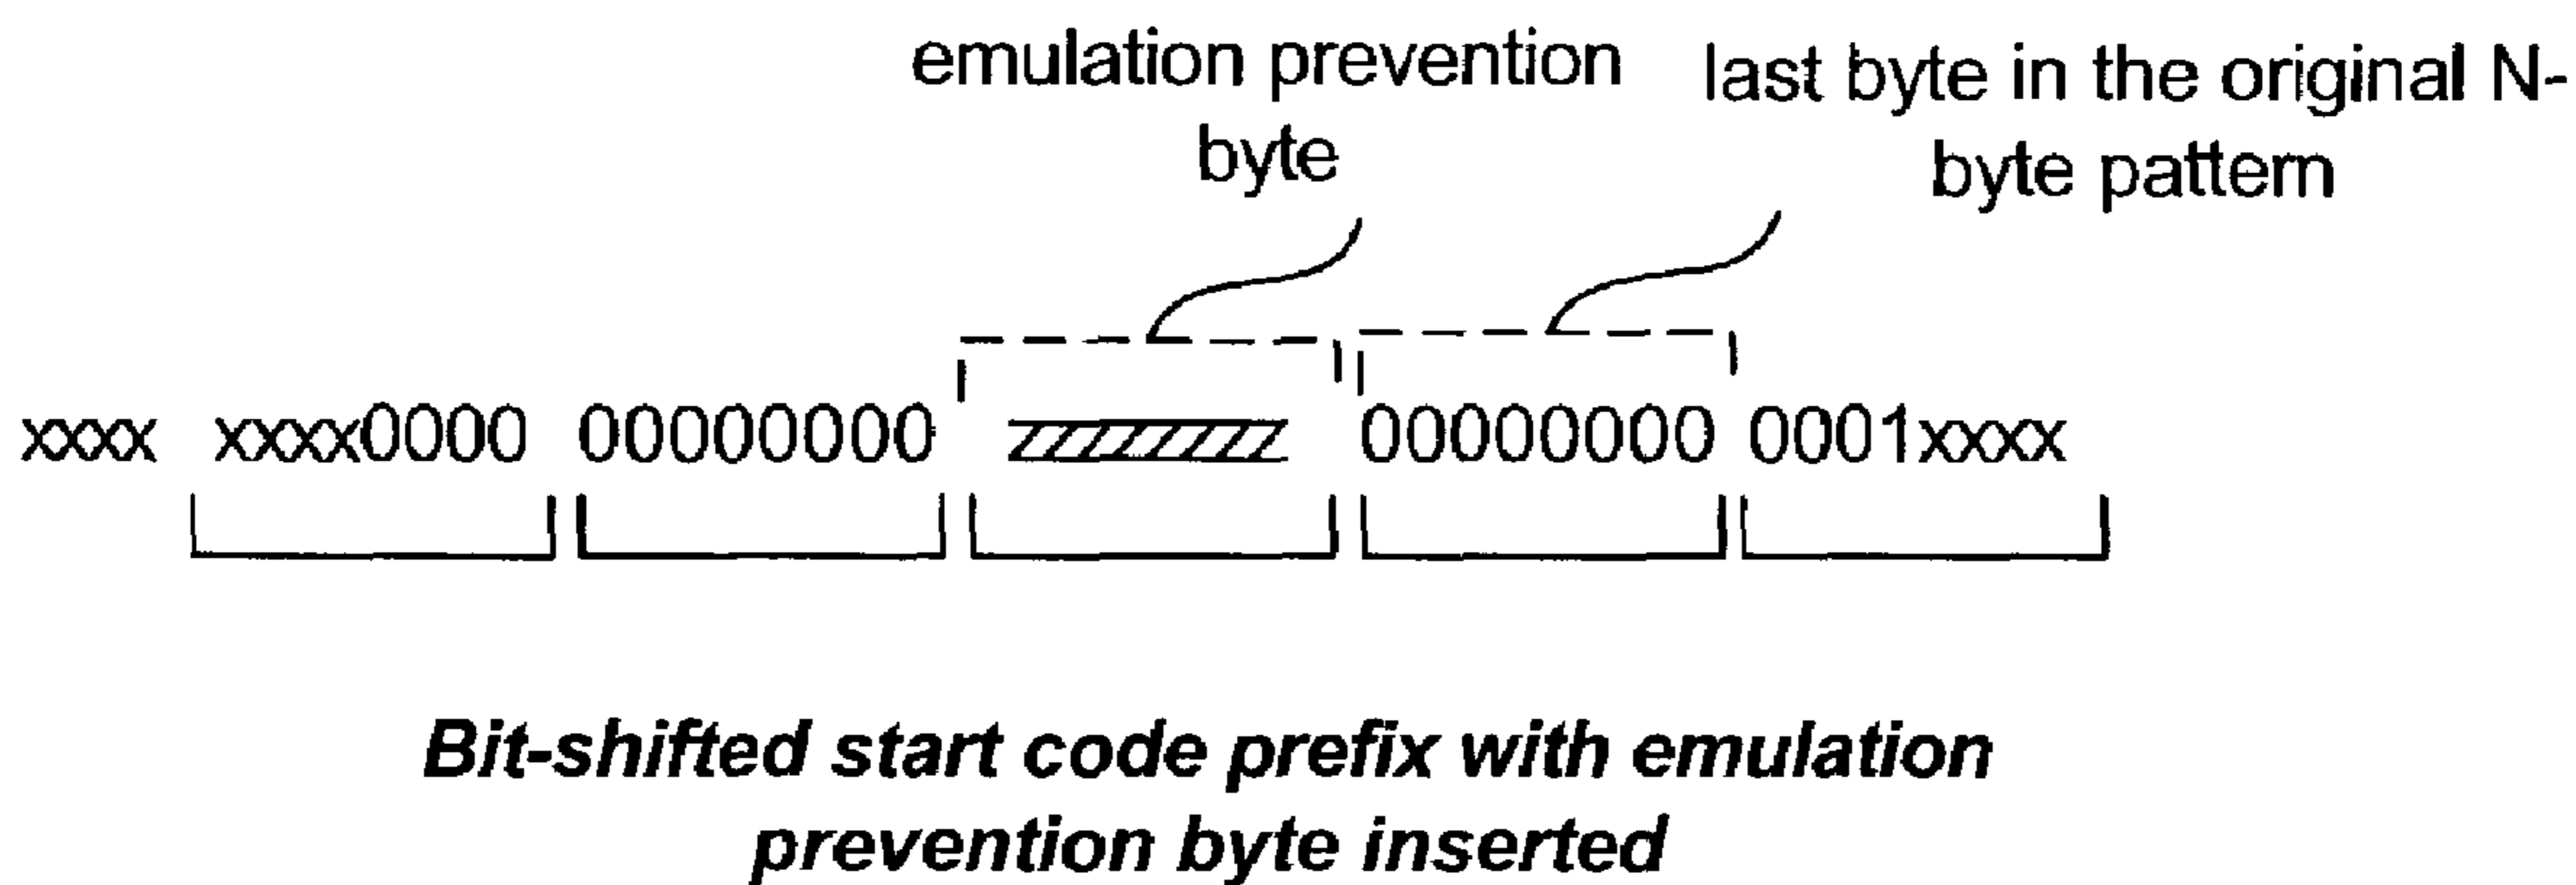 emulation prevention
byte
last byte in the original N-
byte pattern
xxxx xxxx0000 00000000 00000000 0001xxxx
Bit-shifted start code prefix with emulation
prevention byte inserted